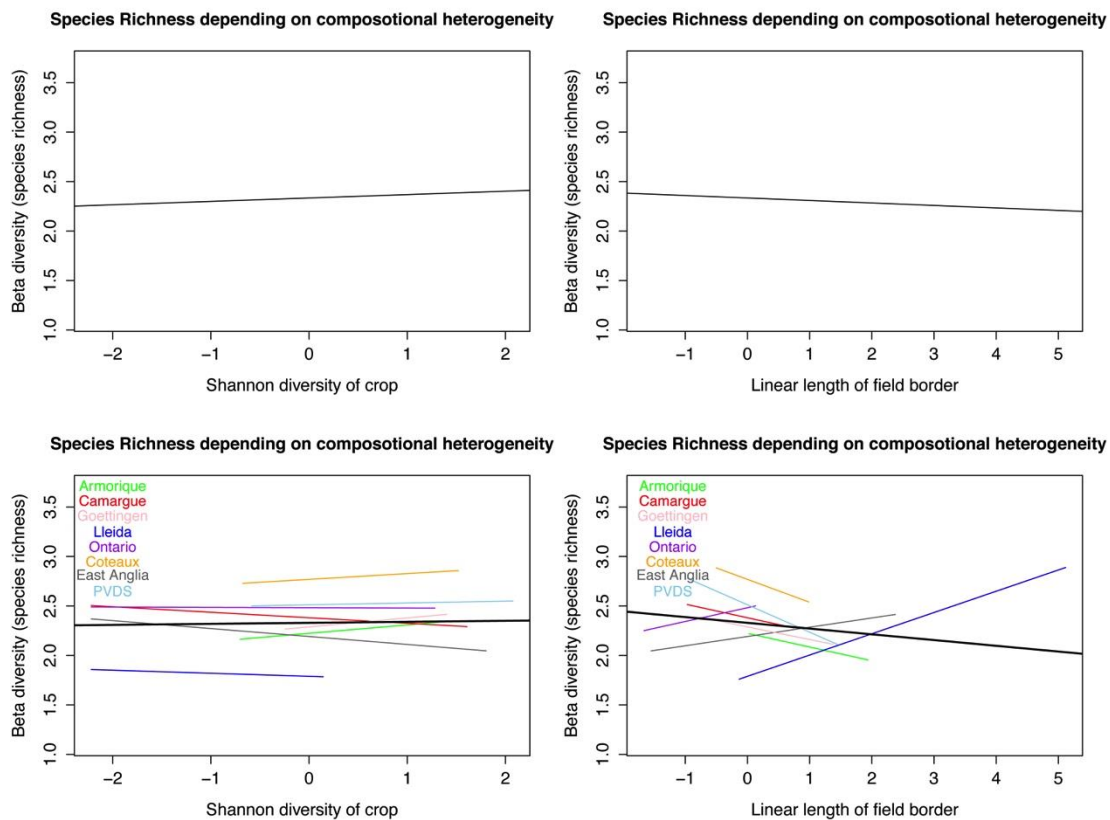 Species Richness depending on composotional heterogeneity
Beta diversity (species richness)
3.5
3.0
2.5
2.0
1.5
1.0
−2 −1 0 1 2
Shannon diversity of crop
Species Richness depending on composotional heterogeneity
Beta diversity (species richness)
3.5
3.0
2.5
2.0
1.5
1.0
−1 0 1 2 3 4 5
Linear length of field border
Species Richness depending on composotional heterogeneity
Beta diversity (species richness)
3.5
3.0
2.5
2.0
1.5
1.0
Armorique
Camargue
Goettingen
Lleida
Ontario
Coteaux
East Anglia
PVDS
−2 −1 0 1 2
Shannon diversity of crop
Species Richness depending on composotional heterogeneity
Beta diversity (species richness)
3.5
3.0
2.5
2.0
1.5
1.0
Armorique
Camargue
Goettingen
Lleida
Ontario
Coteaux
East Anglia
PVDS
−1 0 1 2 3 4 5
Linear length of field border